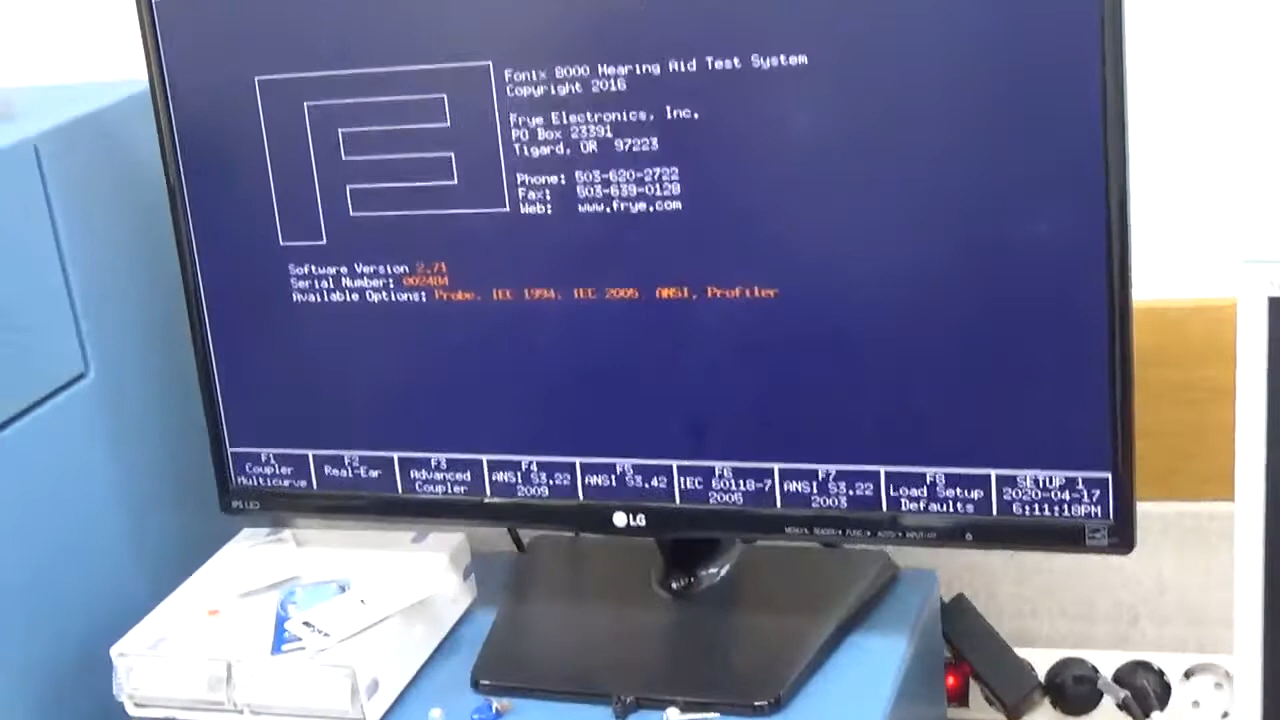 Fonix 8000 Hearing Aid Test System
Copyright 2016
Frye Electronics, Inc.
PO Box 23391
Tigard, OR 97223
Phone: 503-620-2722
Fax: 503-639-0128
Web: www.frye.com
Software Version 2.71
Serial Number: 002484
Available Options: Probe, IEC 1994, IEC 2005, ANSI, Profiler
F1
Coupler
Multicurve
F2
Real-Ear
F3
Advanced
Coupler
F4
ANSI S3.22
2009
F5
ANSI S3.42
F6
IEC 60118-7
2005
F7
ANSI S3.22
2003
F8
Load Setup
Defaults
SETUP 1
2020-04-17
6:11:18PM
IPS LED
LG